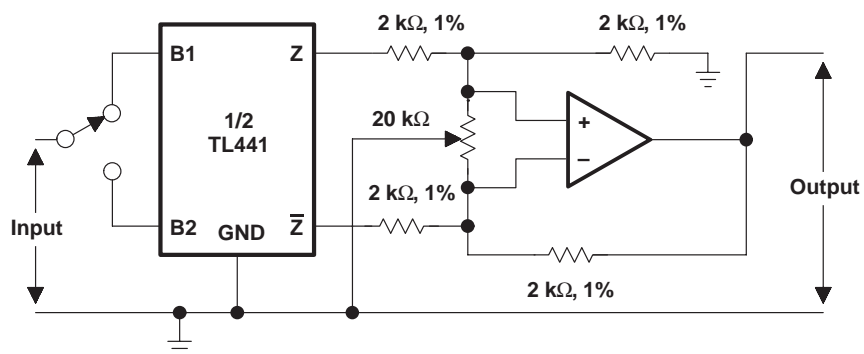 2 kΩ, 1%
2 kΩ, 1%
B1
Z
1/2
TL441
20 kΩ
+
−
2 kΩ, 1%
Input
Output
B2
GND
Z̅
2 kΩ, 1%